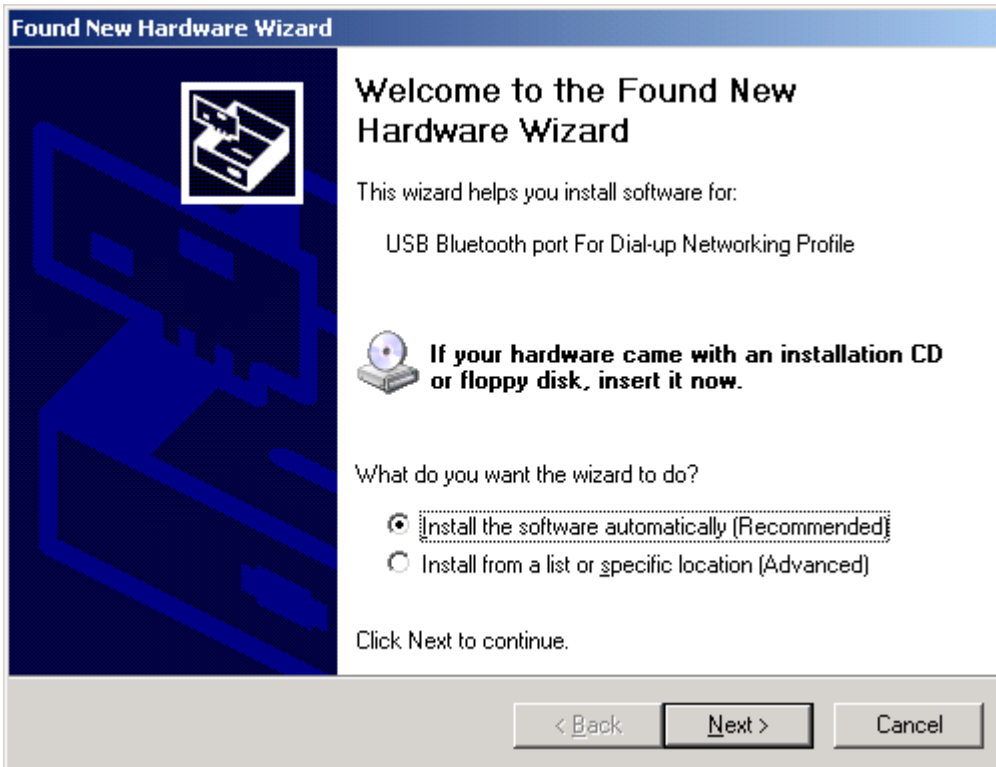 Found New Hardware Wizard
Welcome to the Found New
Hardware Wizard
This wizard helps you install software for:
USB Bluetooth port For Dial-up Networking Profile
If your hardware came with an installation CD
or floppy disk, insert it now.
What do you want the wizard to do?
Install the software automatically (Recommended)
Install from a list or specific location (Advanced)
Click Next to continue.
< Back Next > Cancel